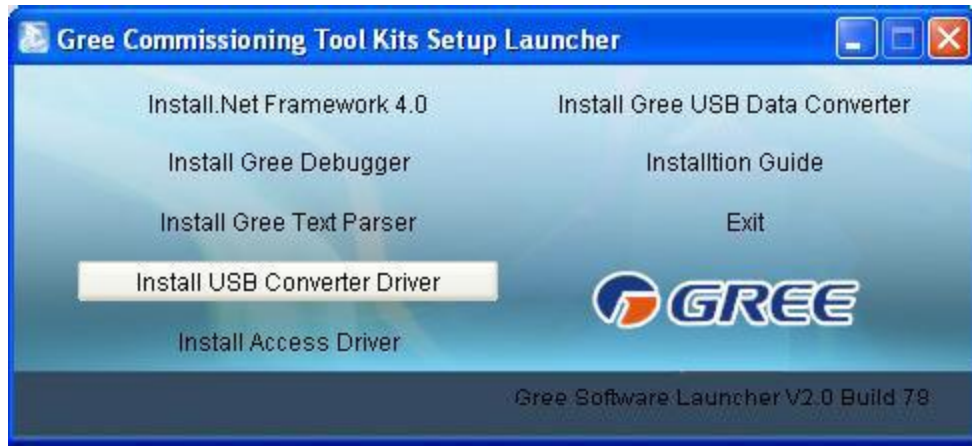 Gree Commissioning Tool Kits Setup Launcher
Install.Net Framework 4.0
Install Gree Debugger
Install Gree Text Parser
Install USB Converter Driver
Install Access Driver
Install Gree USB Data Converter
Installtion Guide
Exit
GREE
Gree Software Launcher V2.0 Build 78